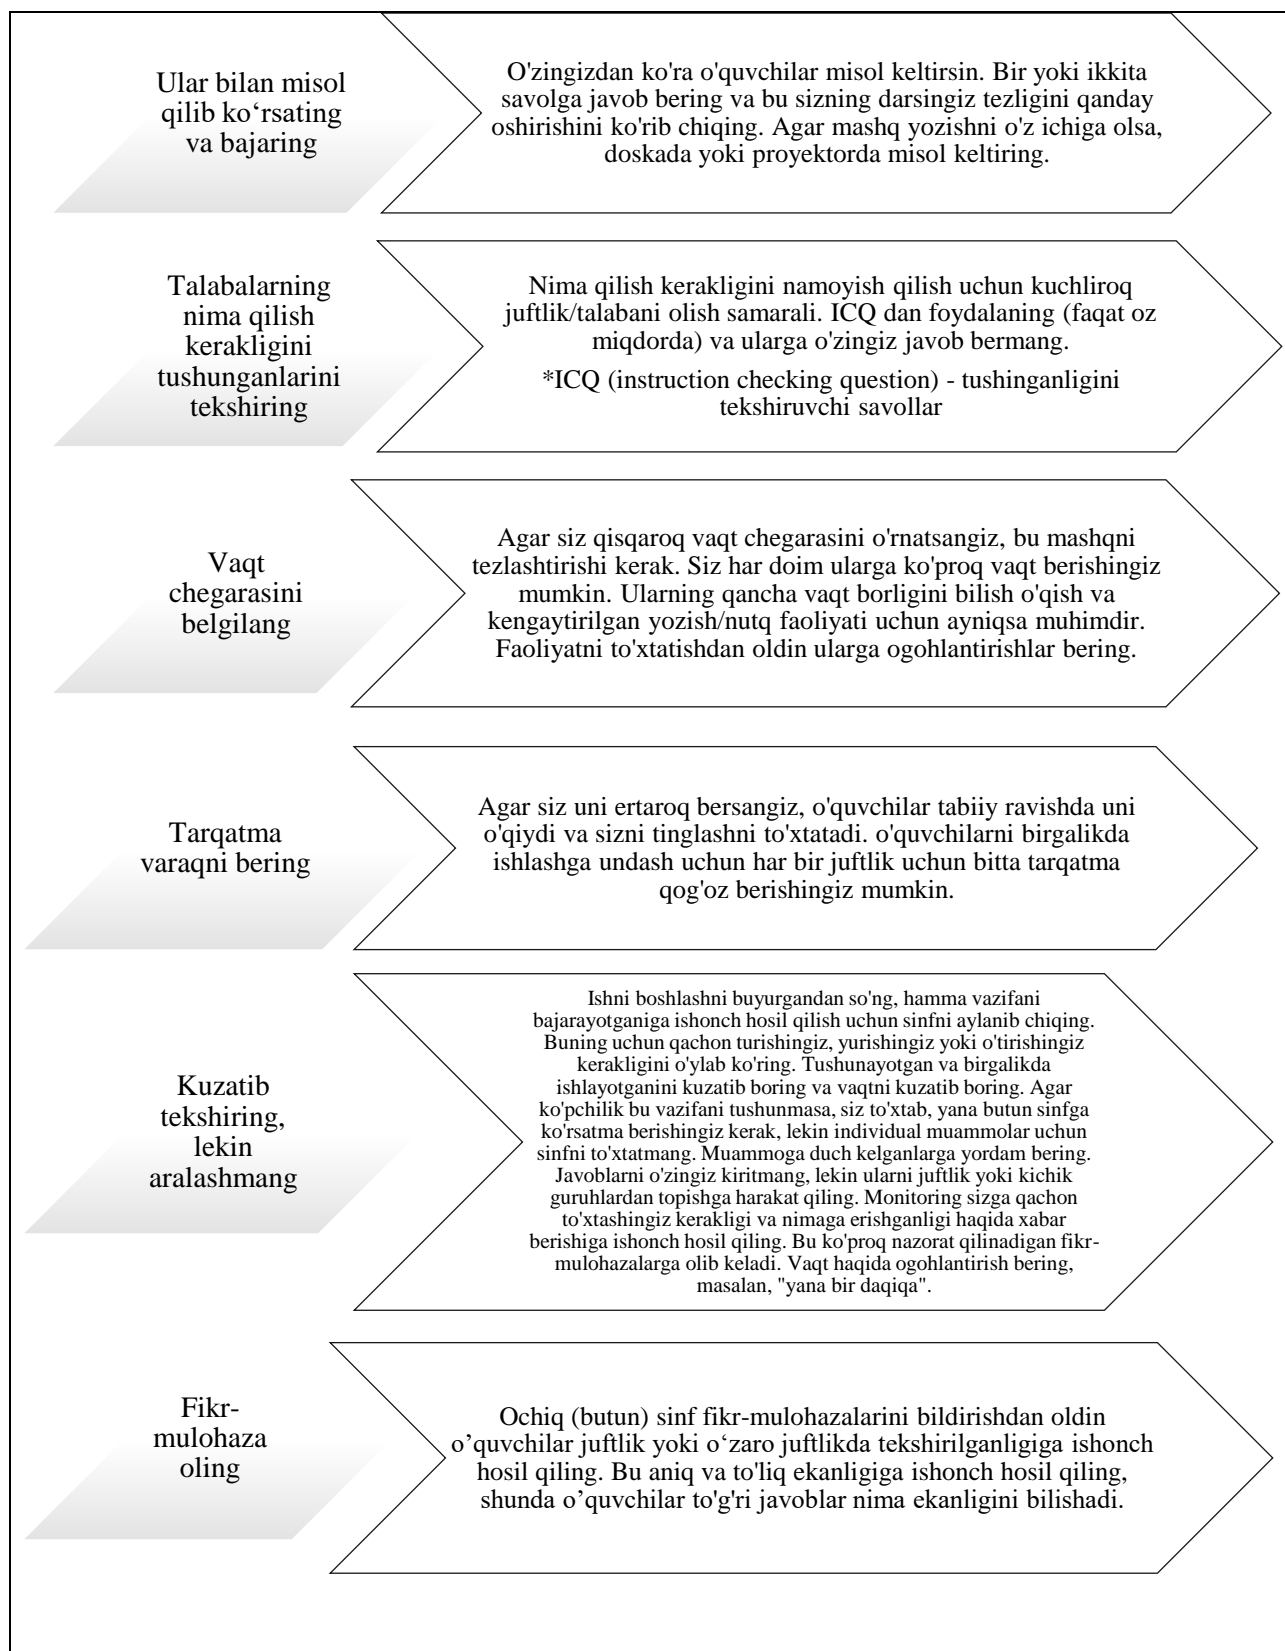 Ular bilan misol
qilib ko‘rsating
va bajaring
O'zingizdan ko'ra o'quvchilar misol keltirsin. Bir yoki ikkita
savolga javob bering va bu sizning darsingiz tezligini qanday
oshirishini ko'rib chiqing. Agar mashq yozishni o'z ichiga olsa,
doskada yoki proyektorda misol keltiring.
Talabalarning
nima qilish
kerakligini
tushunganlarini
tekshiring
Nima qilish kerakligini namoyish qilish uchun kuchliroq
juftlik/talabani olish samarali. ICQ dan foydalaning (faqat oz
miqdorda) va ularga o'zingiz javob bermang.
*ICQ (instruction checking question) - tushinganligini
tekshiruvchi savollar
Vaqt
chegarasini
belgilang
Agar siz qisqaroq vaqt chegarasini o'rnatsangiz, bu mashqni
tezlashtirishi kerak. Siz har doim ularga ko'proq vaqt berishingiz
mumkin. Ularning qancha vaqt borligini bilish o'qish va
kengaytirilgan yozish/nutq faoliyati uchun ayniqsa muhimdir.
Faoliyatni to'xtatishdan oldin ularga ogohlantirishlar bering.
Tarqatma
varaqni bering
Agar siz uni ertaroq bersangiz, o'quvchilar tabiiy ravishda uni
o'qiydi va sizni tinglashni to'xtatadi. o'quvchilarni birgalikda
ishlashga undash uchun har bir juftlik uchun bitta tarqatma
qog'oz berishingiz mumkin.
Kuzatib
tekshiring,
lekin
aralashmang
Ishni boshlashni buyurgandan so'ng, hamma vazifani
bajarayotganiga ishonch hosil qilish uchun sinfni aylanib chiqing.
Buning uchun qachon turishingiz, yurishingiz yoki o'tirishingiz
kerakligini o'ylab ko'ring. Tushunayotgan va birgalikda
ishlayotganini kuzatib boring va vaqtni kuzatib boring. Agar
ko'pchilik bu vazifani tushunmasa, siz to'xtab, yana butun sinfga
ko'rsatma berishingiz kerak, lekin individual muammolar uchun
sinfni to'xtatmang. Muammoga duch kelganlarga yordam bering.
Javoblarni o'zingiz kiritmang, lekin ularni juftlik yoki kichik
guruhlardan topishga harakat qiling. Monitoring sizga qachon
to'xtashingiz kerakligi va nimaga erishganligi haqida xabar
berishiga ishonch hosil qiling. Bu ko'proq nazorat qilinadigan fikr-
mulohazalarga olib keladi. Vaqt haqida ogohlantirish bering,
masalan, "yana bir daqiqa".
Fikr-
mulohaza
oling
Ochiq (butun) sinf fikr-mulohazalarini bildirishdan oldin
o’quvchilar juftlik yoki o‘zaro juftlikda tekshirilganligiga ishonch
hosil qiling. Bu aniq va to'liq ekanligiga ishonch hosil qiling,
shunda o’quvchilar to'g'ri javoblar nima ekanligini bilishadi.